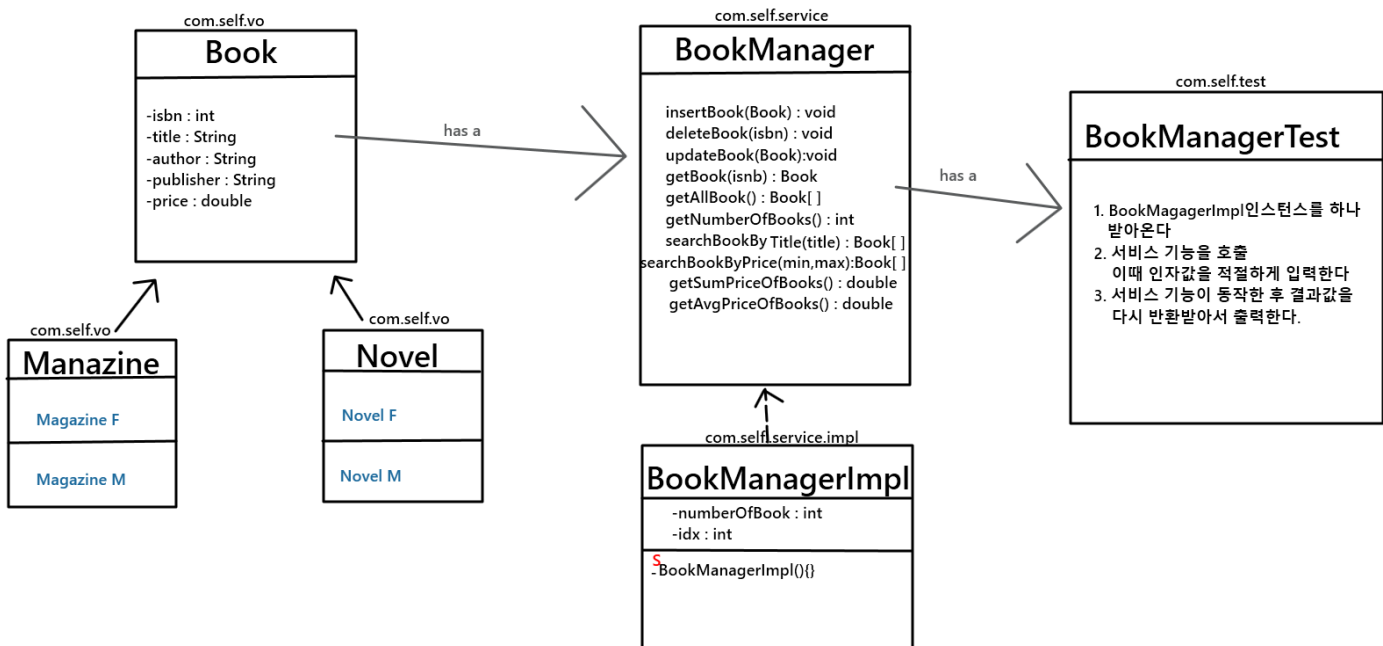 com.self.vo
Book
-isbn : int
-title : String
-author : String
-publisher : String
-price : double
has a
com.self.vo
Manazine
Magazine F
Magazine M
com.self.vo
Novel
Novel F
Novel M
com.self.service
BookManager
insertBook(Book) : void
deleteBook(isbn) : void
updateBook(Book):void
getBook(isnb) : Book
getAllBook() : Book[ ]
getNumberOfBooks() : int
searchBookBy Title(title) : Book[ ]
searchBookByPrice(min,max):Book[ ]
getSumPriceOfBooks() : double
getAvgPriceOfBooks() : double
has a
com.self.service.impl
BookManagerImpl
-numberOfBook : int
-idx : int
S
-BookManagerImpl(){}
com.self.test
BookManagerTest
1. BookMagagerImpl인스턴스를 하나
받아온다
2. 서비스 기능을 호출
이때 인자값을 적절하게 입력한다
3. 서비스 기능이 동작한 후 결과값을
다시 반환받아서 출력한다.